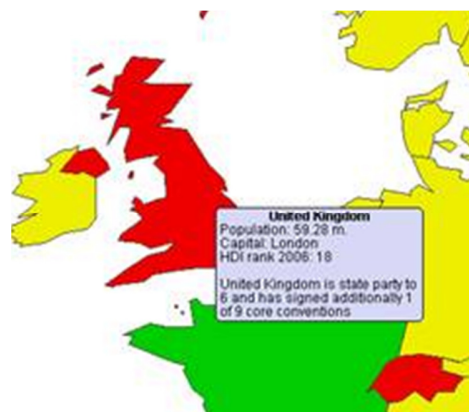 United Kingdom
Population: 59.28 m.
Capital: London
HDI rank 2006: 18
United Kingdom is state party to
6 and has signed additionally 1
of 9 core conventions